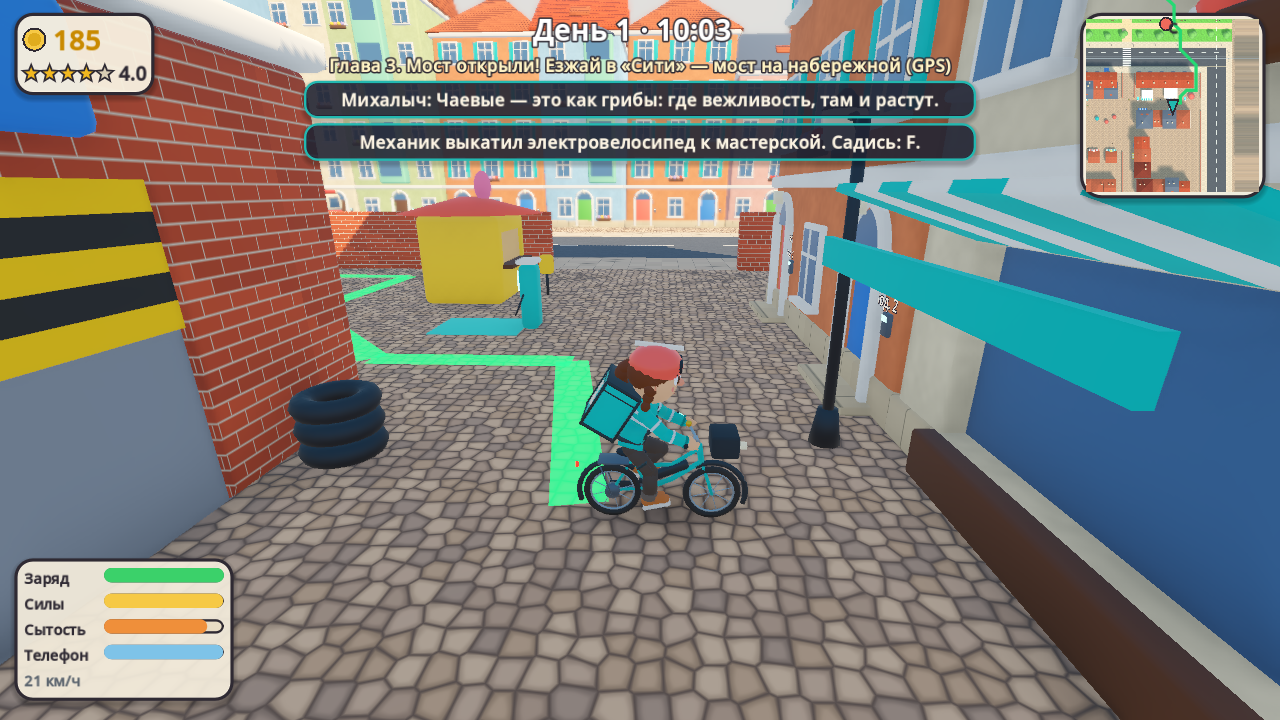 185
4.0
День 1 · 10:03
Глава 3. Мост открыли! Езжай в «Сити» — мост на набережной (GPS)
Михалыч: Чаевые — это как грибы: где вежливость, там и растут.
Механик выкатил электровелосипед к мастерской. Садись: F.
Заряд
Силы
Сытость
Телефон
21 км/ч